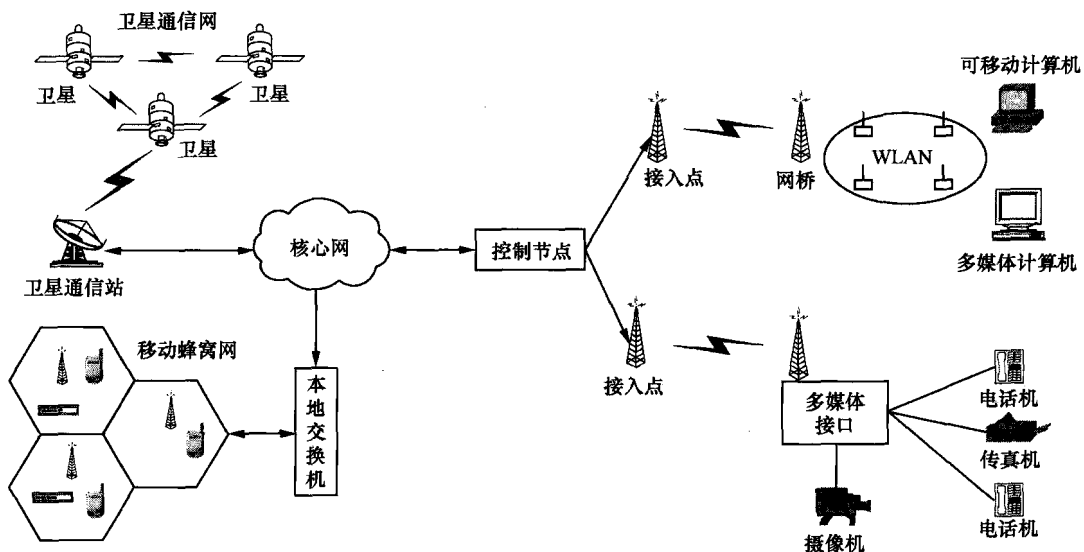 卫星通信网
卫星
卫星
卫星
卫星通信站
核心网
控制节点
接入点
网桥
WLAN
可移动计算机
多媒体计算机
移动蜂窝网
本地交换机
接入点
多媒体
接口
电话机
传真机
电话机
摄像机